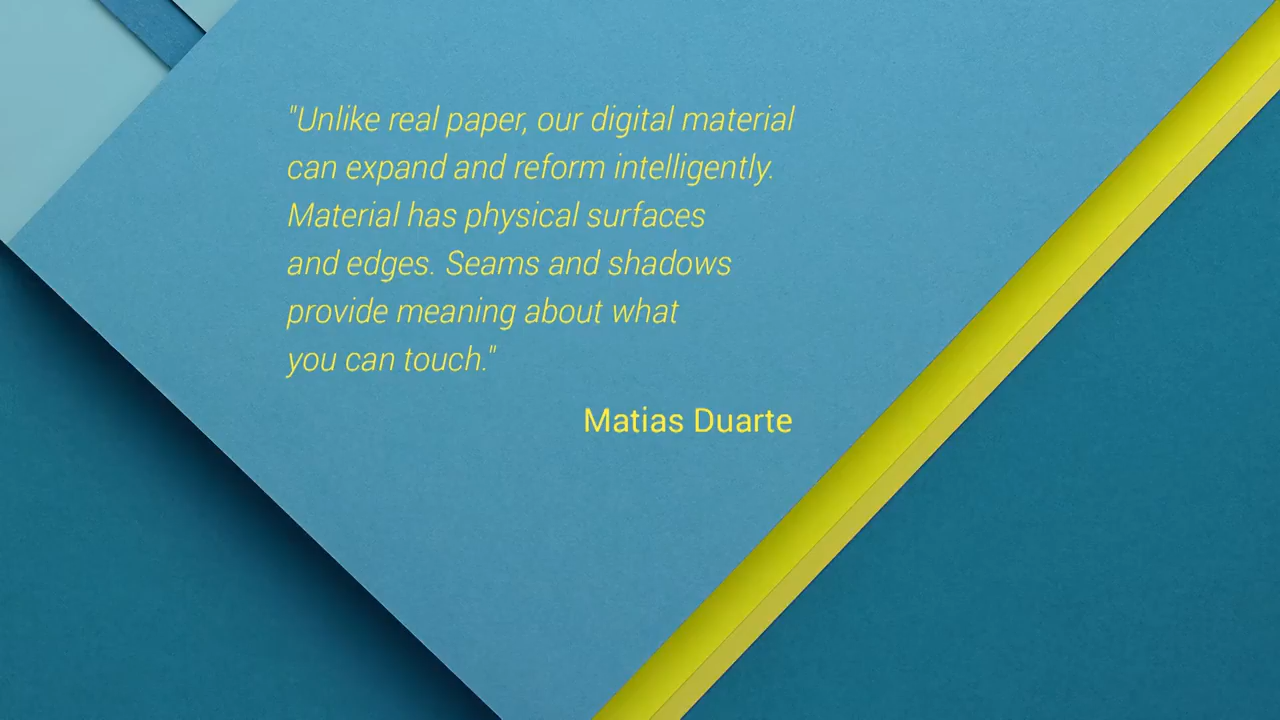 "Unlike real paper, our digital material
can expand and reform intelligently.
Material has physical surfaces
and edges. Seams and shadows
provide meaning about what
you can touch."
Matias Duarte